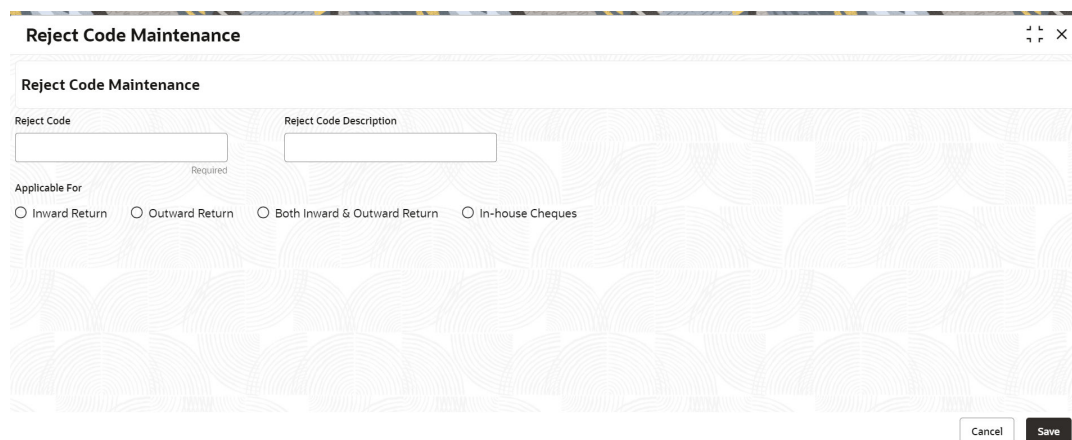 Reject Code Maintenance
Reject Code Maintenance
Reject Code Reject Code Description
Required
Applicable For
Inward Return Outward Return Both Inward & Outward Return In-house Cheques
Cancel Save